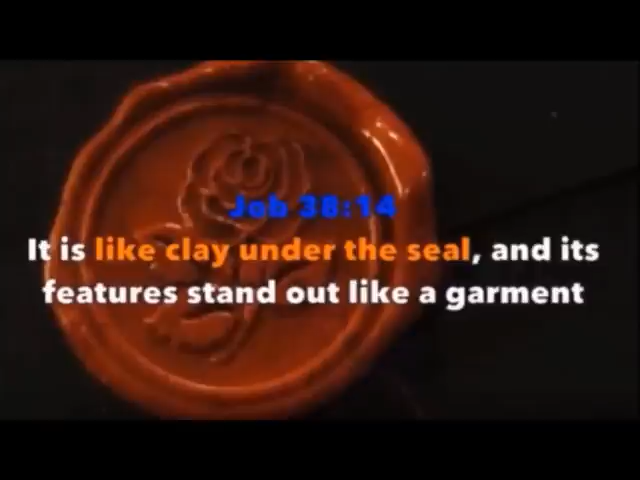 Job 38:14
It is like clay under the seal, and its
features stand out like a garment